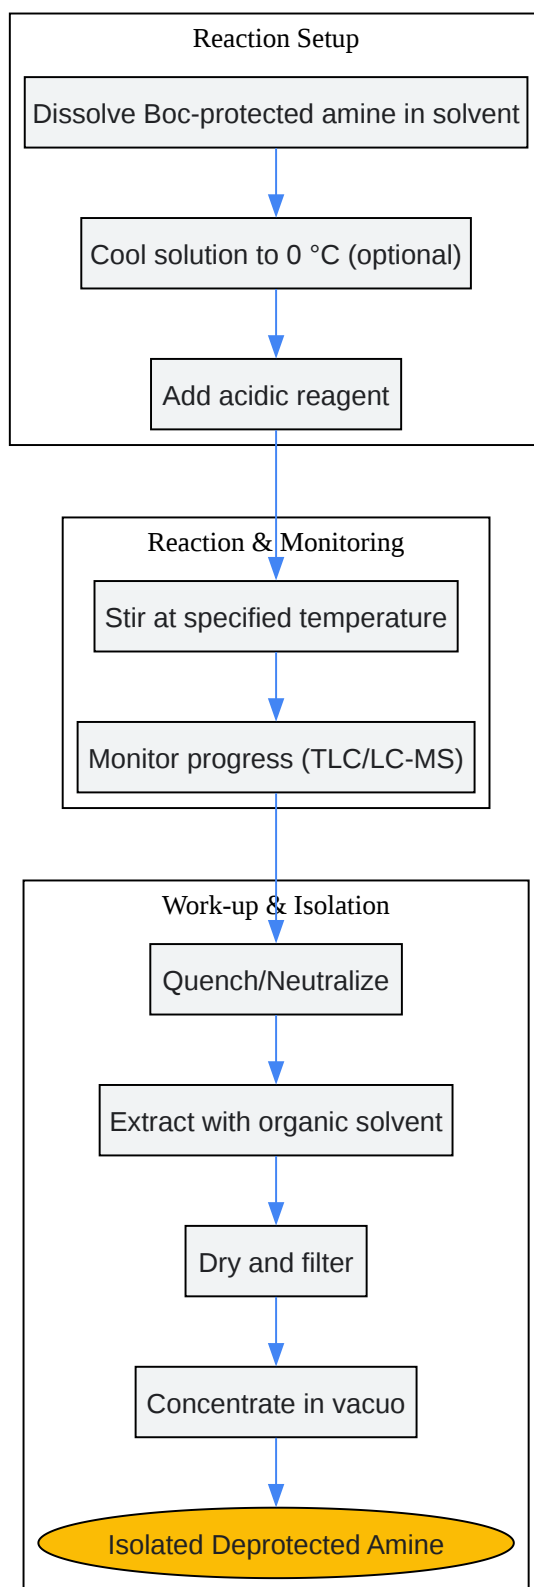 Reaction Setup
Dissolve Boc-protected amine in solvent
Cool solution to 0 °C (optional)
Add acidic reagent
Reaction & Monitoring
Stir at specified temperature
Monitor progress (TLC/LC-MS)
Work-up & Isolation
Quench/Neutralize
Extract with organic solvent
Dry and filter
Concentrate in vacuo
Isolated Deprotected Amine